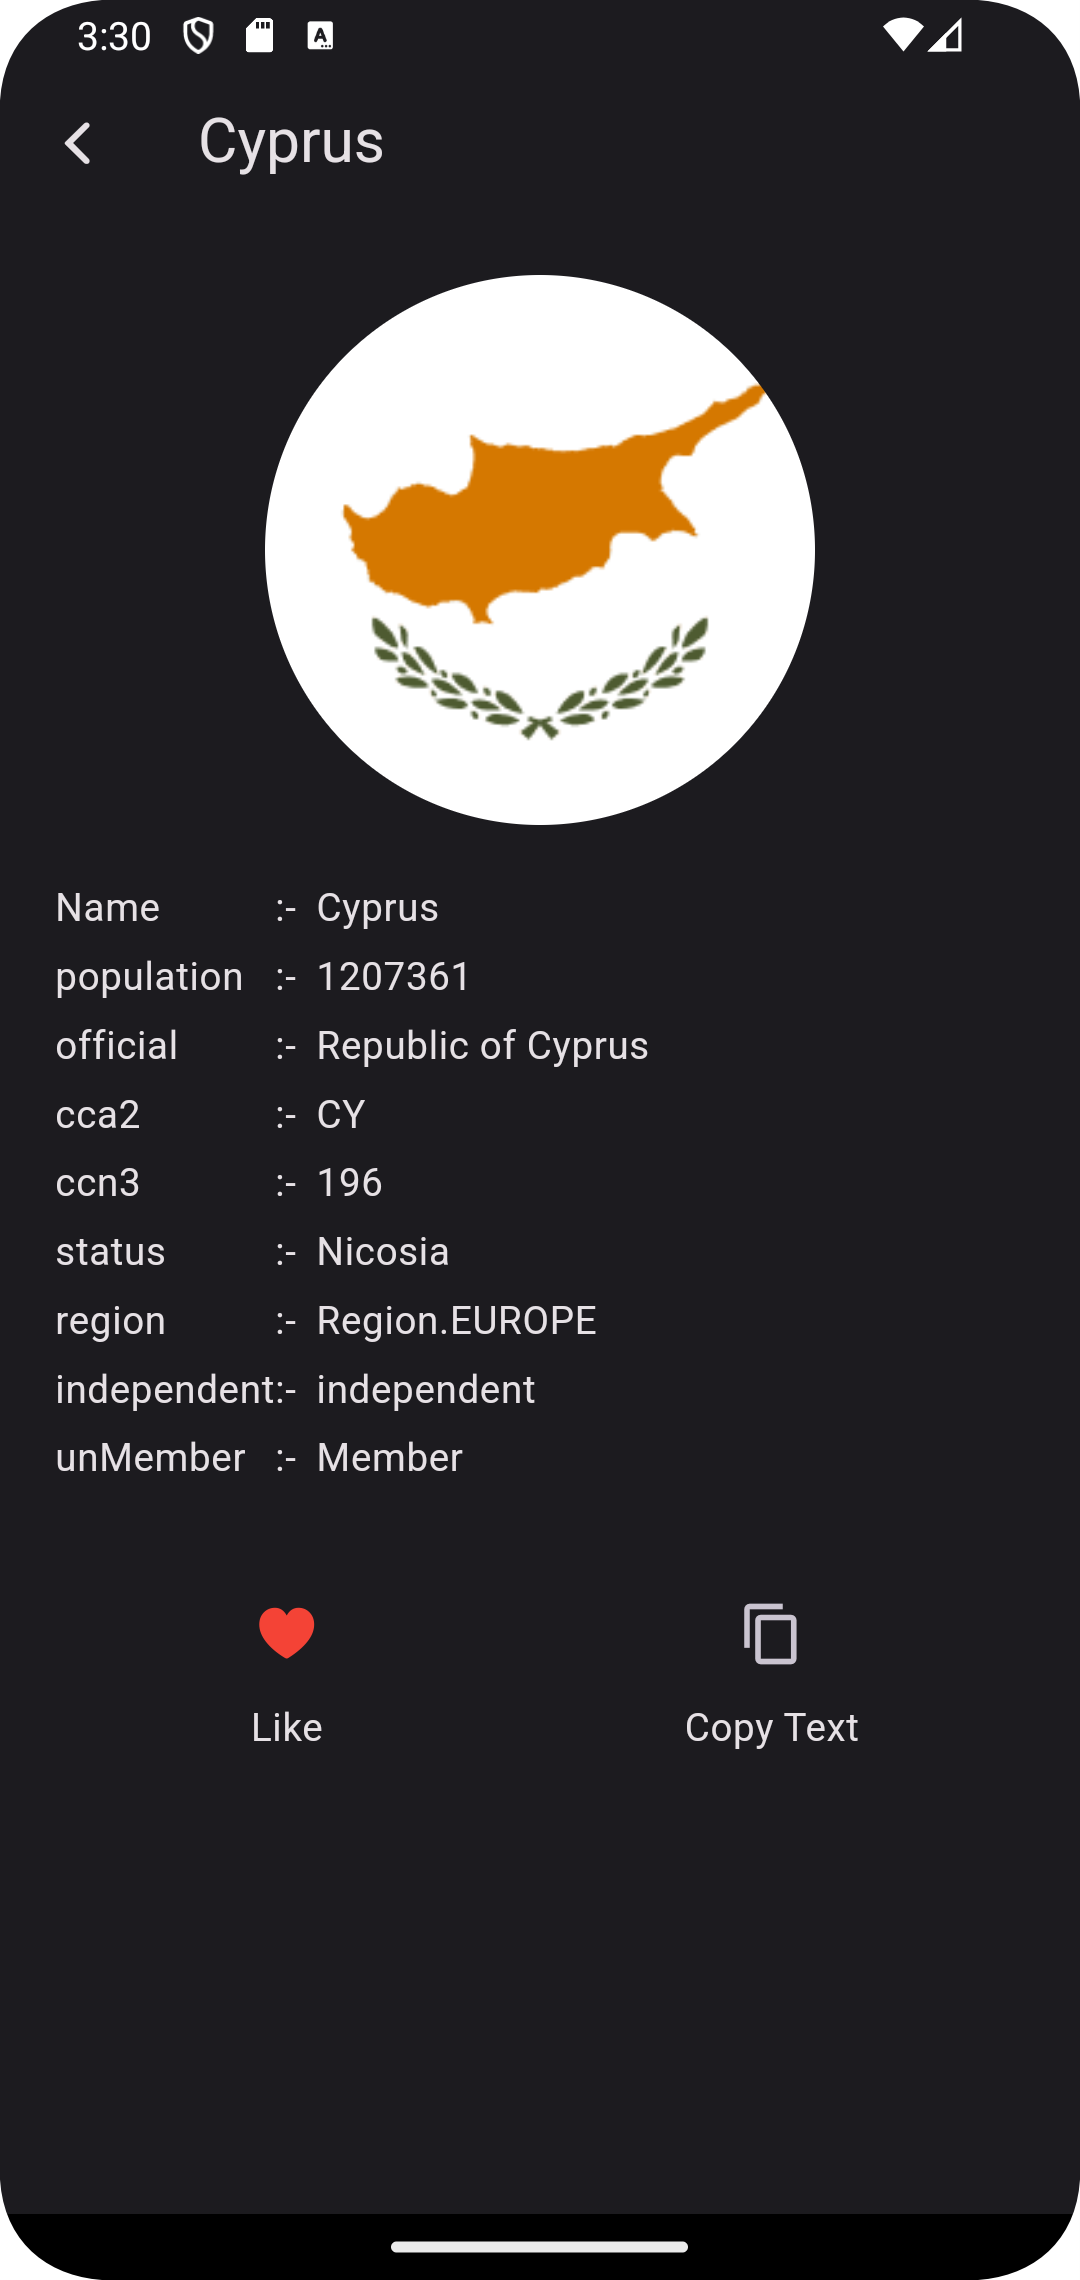 3:30
Cyprus
Name :- Cyprus
population :- 1207361
official :- Republic of Cyprus
cca2 :- CY
ccn3 :- 196
status :- Nicosia
region :- Region.EUROPE
independent:- independent
unMember :- Member
Like Copy Text